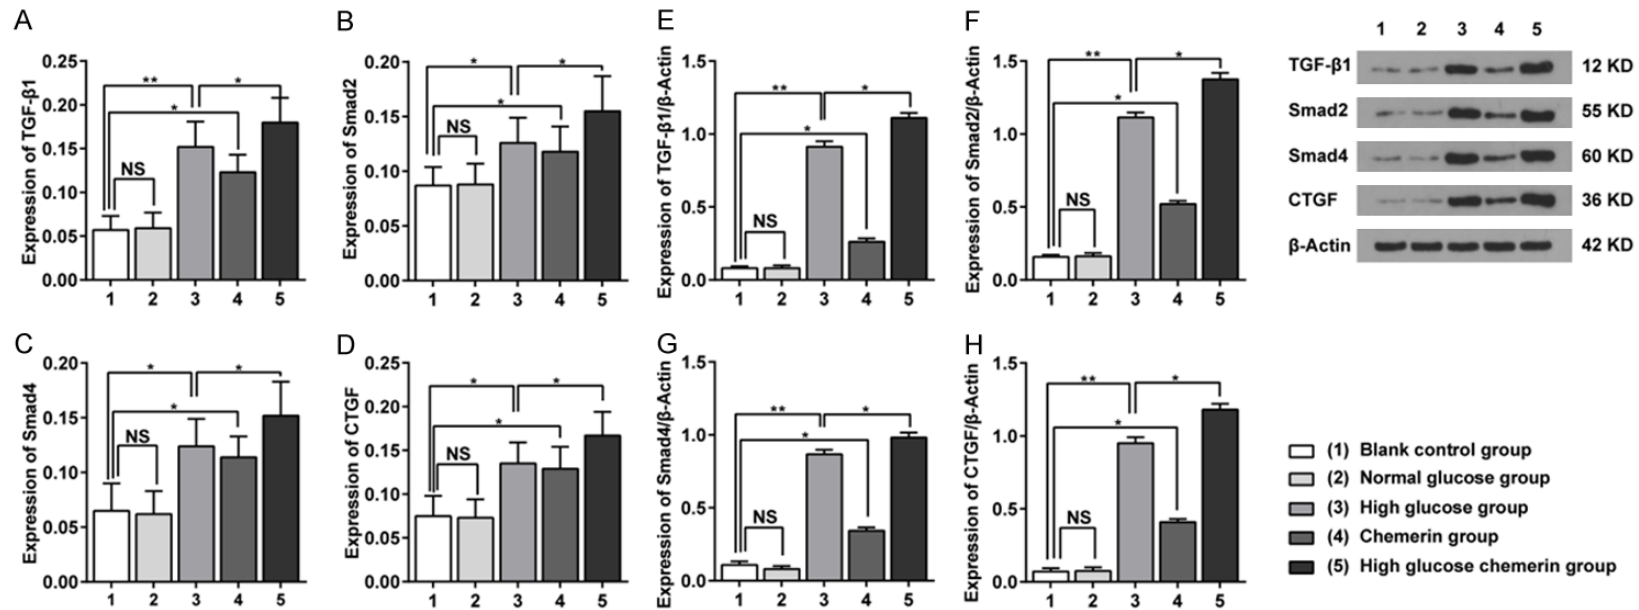 A
Expression of TGF-β1
0.25
0.20
0.15
0.10
0.05
0.00
**
*
*
NS
1 2 3 4 5
B
Expression of Smad2
0.20
0.15
0.10
0.05
0.00
*
*
*
NS
1 2 3 4 5
E
Expression of TGF-β1/β-Actin
1.5
1.0
0.5
0.0
**
*
*
NS
1 2 3 4 5
F
Expression of Smad2/β-Actin
1.5
1.0
0.5
0.0
**
*
*
NS
1 2 3 4 5
1 2 3 4 5
TGF-β1 12 KD
Smad2 55 KD
Smad4 60 KD
CTGF 36 KD
β-Actin 42 KD
C
Expression of Smad4
0.20
0.15
0.10
0.05
0.00
*
*
*
NS
1 2 3 4 5
D
Expression of CTGF
0.25
0.20
0.15
0.10
0.05
0.00
*
*
*
NS
1 2 3 4 5
G
Expression of Smad4/β-Actin
1.5
1.0
0.5
0.0
**
*
*
NS
1 2 3 4 5
H
Expression of CTGF/β-Actin
1.5
1.0
0.5
0.0
**
*
*
NS
1 2 3 4 5
(1) Blank control group
(2) Normal glucose group
(3) High glucose group
(4) Chemerin group
(5) High glucose chemerin group